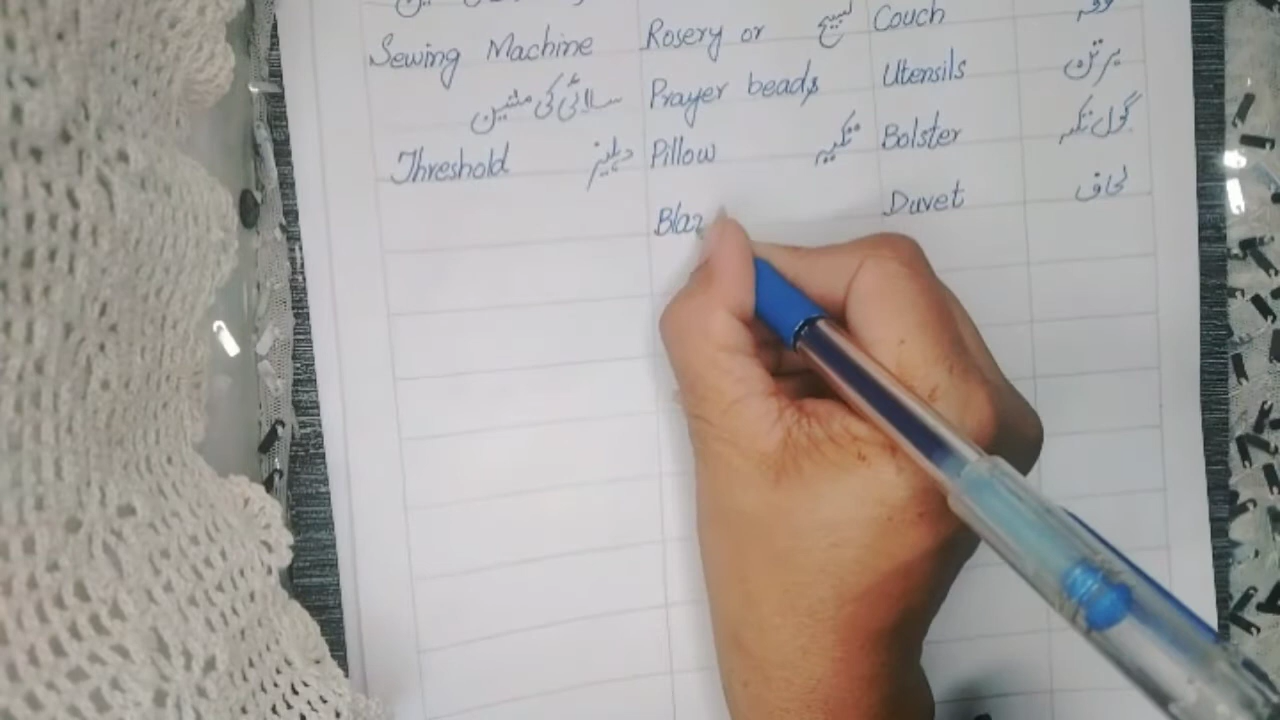 Sewing Machine
سلائی کی مشین
Threshold دہلیز
Rosery or تسبیح
Prayer beads
Pillow تکیہ
Blaz
Couch
Utensils برتن
Bolster گول تکیہ
Duvet لحاف